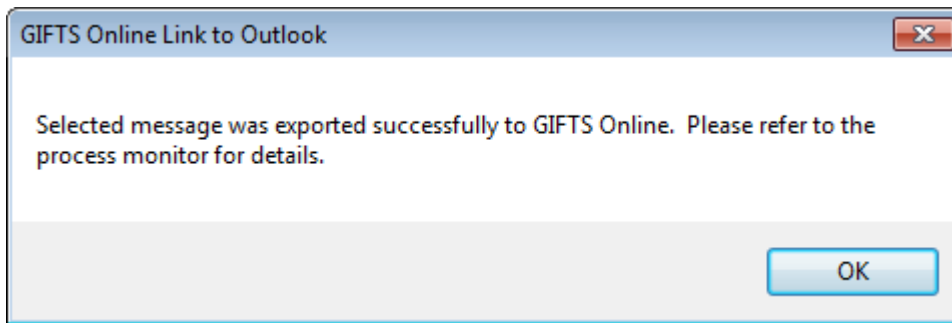 GIFTS Online Link to Outlook
Selected message was exported successfully to GIFTS Online.  Please refer to the
process monitor for details.
OK